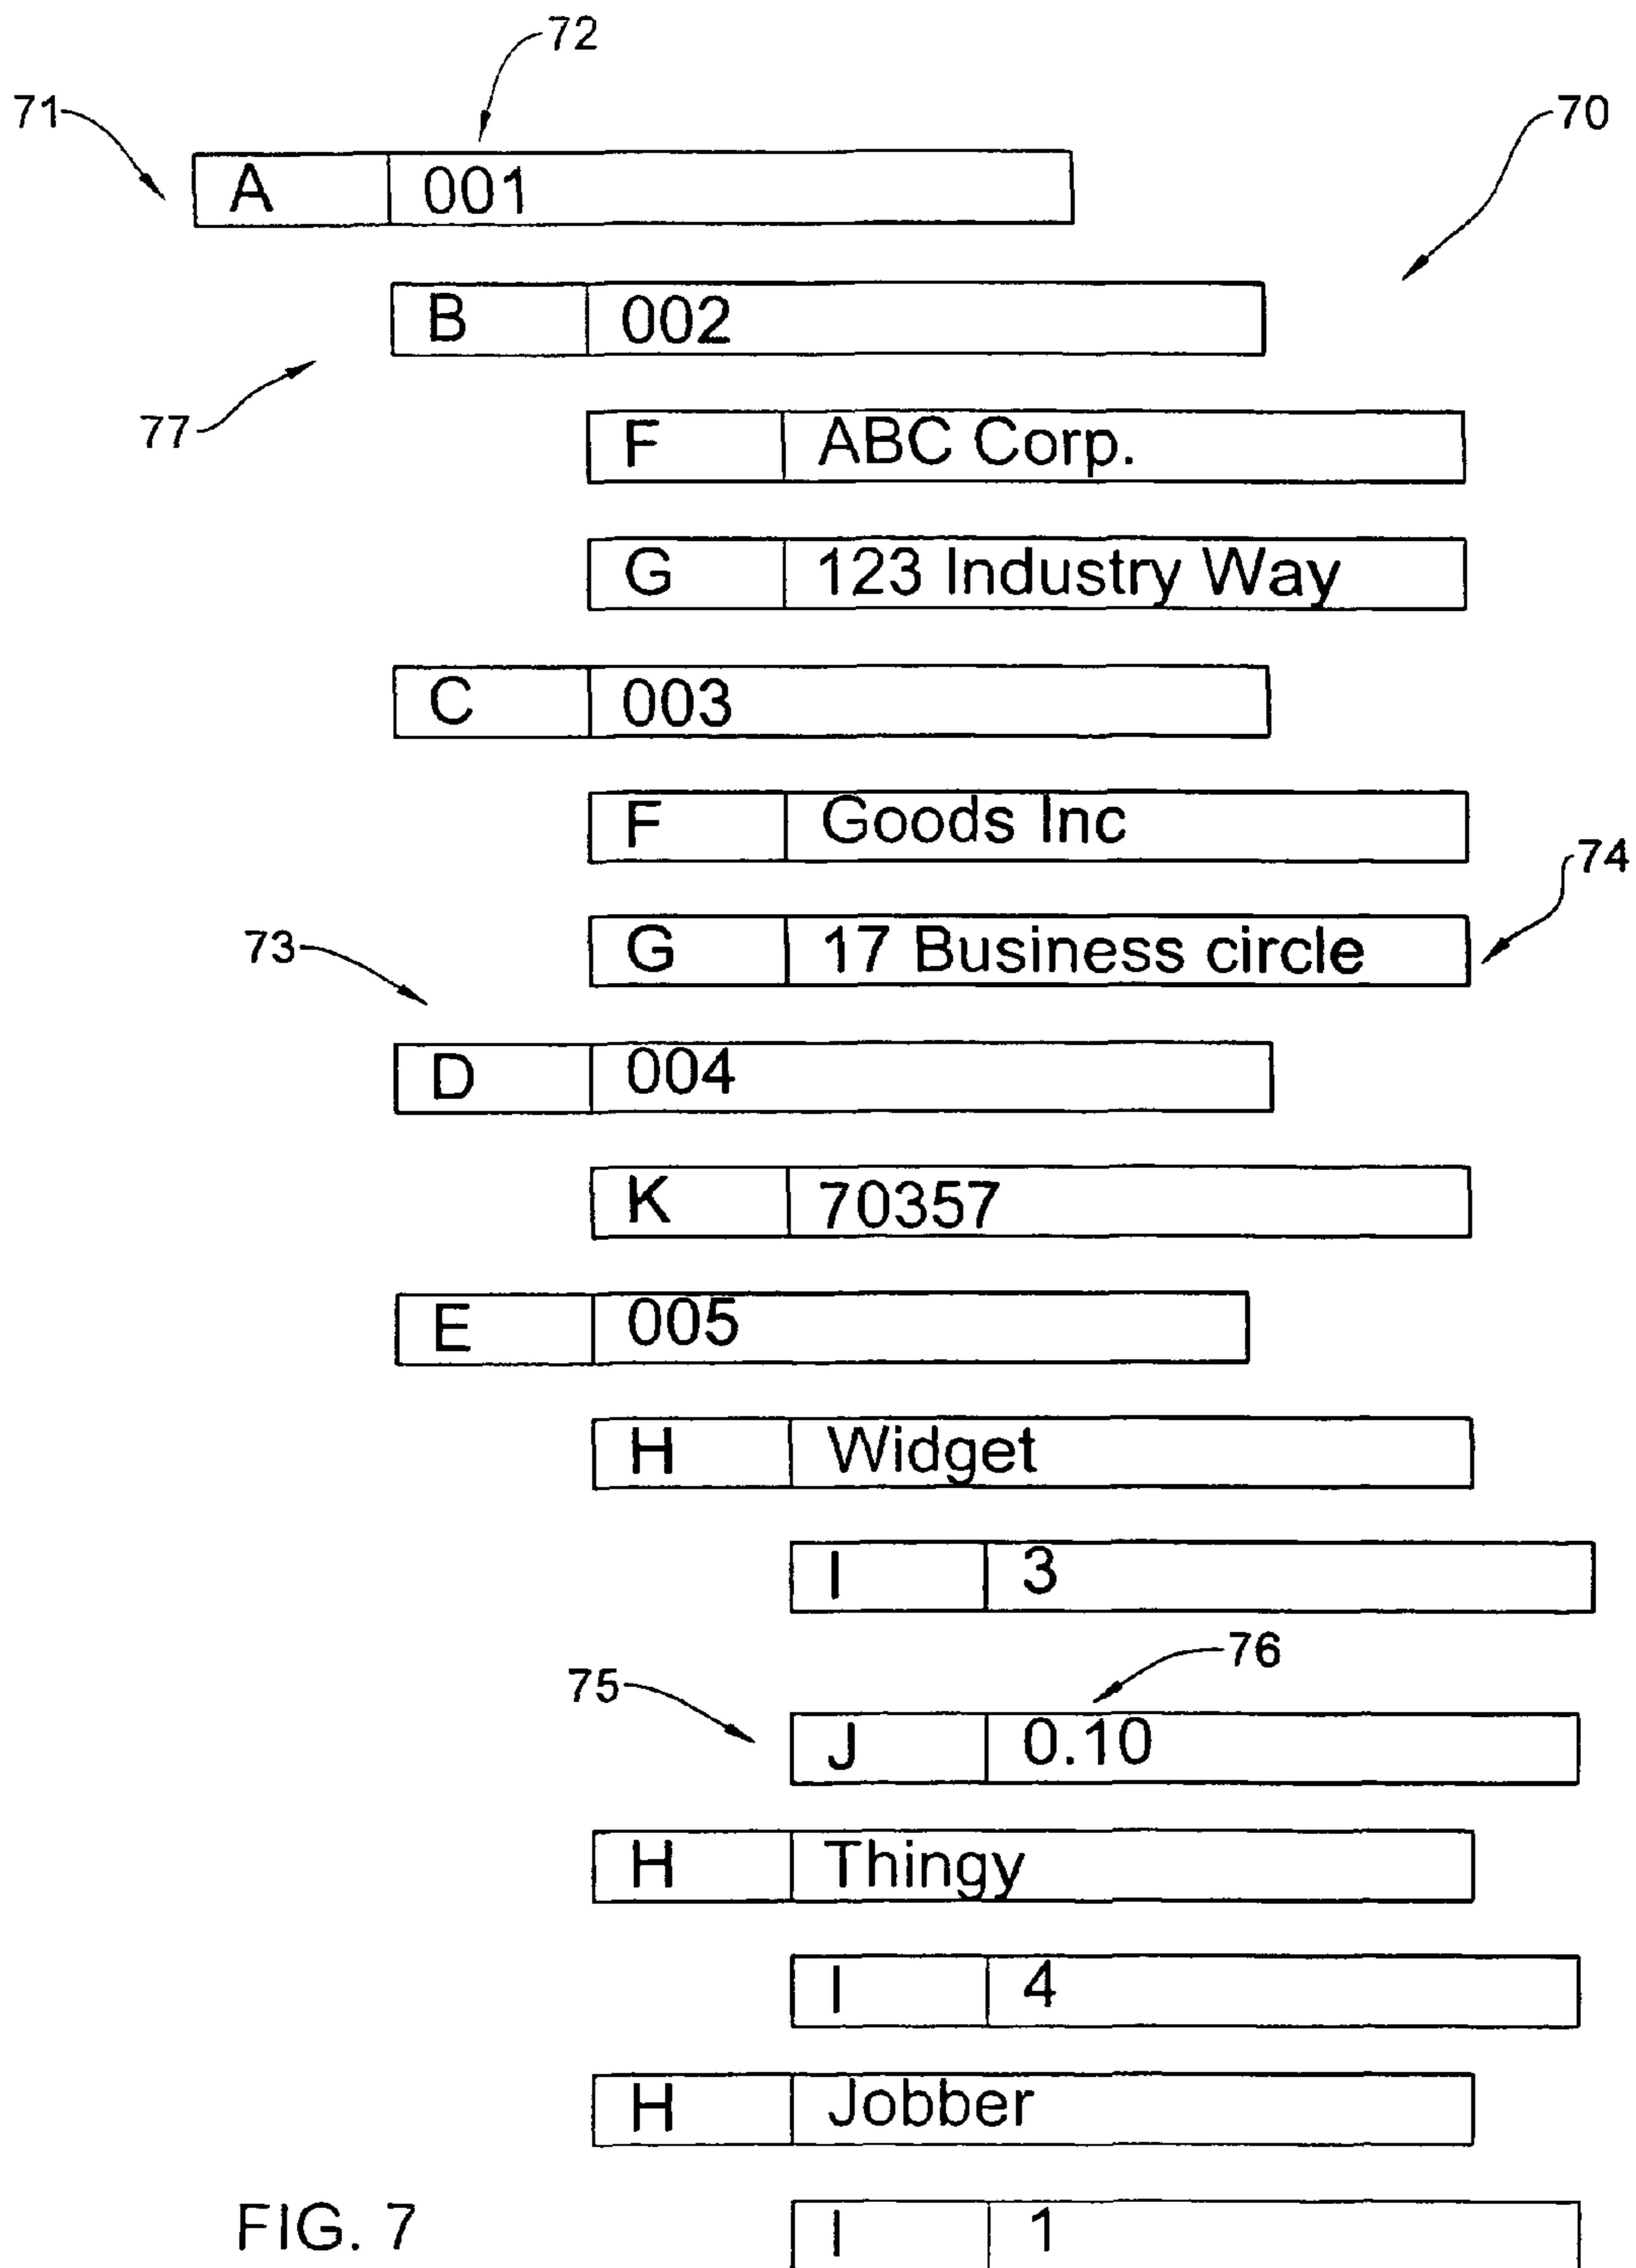 72
71
70
A 001
B 002
77
F ABC Corp.
G 123 Industry Way
C 003
F Goods Inc
74
73
G 17 Business circle
D 004
K 70357
E 005
H Widget
I 3
76
75
J 0.10
H Thingy
I 4
H Jobber
FIG. 7
I 1